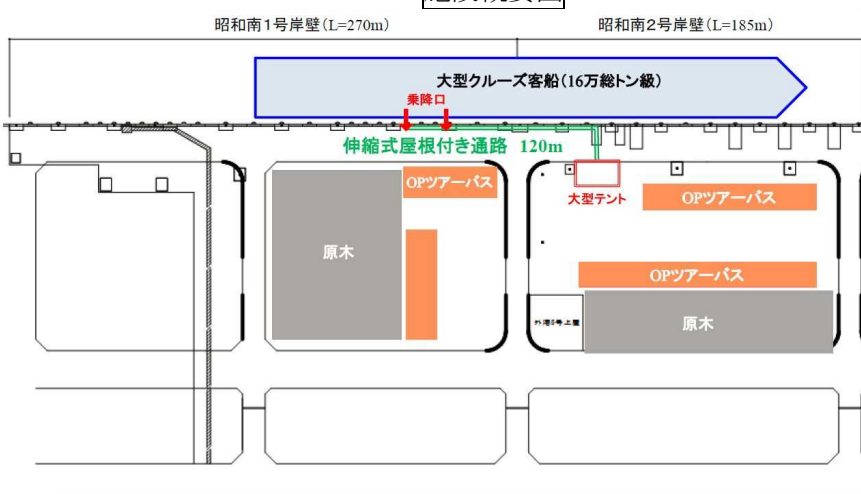 昭和南1号岸壁(L=270m)
昭和南2号岸壁(L=185m)
大型クルーズ客船(16万総トン級)
乗降口
伸縮式屋根付き通路 120m
OPツアーバス
大型テント
OPツアーバス
原木
OPツアーバス
原木